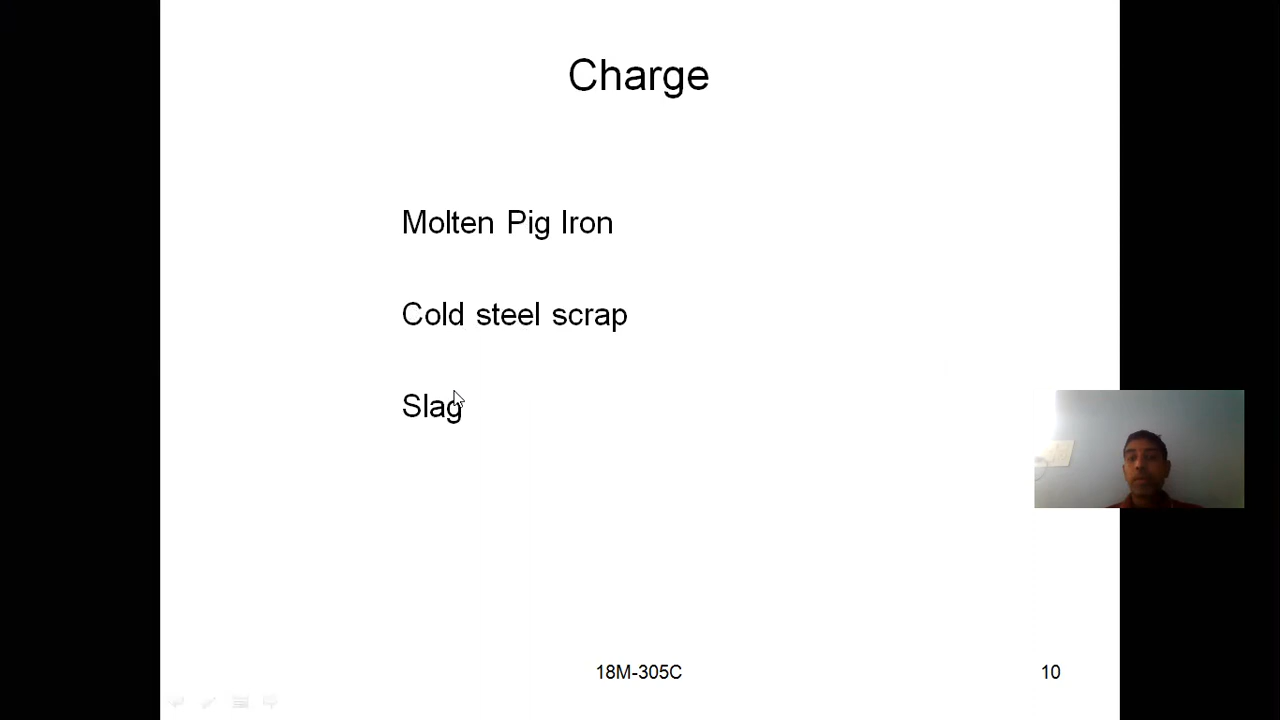 Charge
Molten Pig Iron
Cold steel scrap
Slag
18M-305C
10